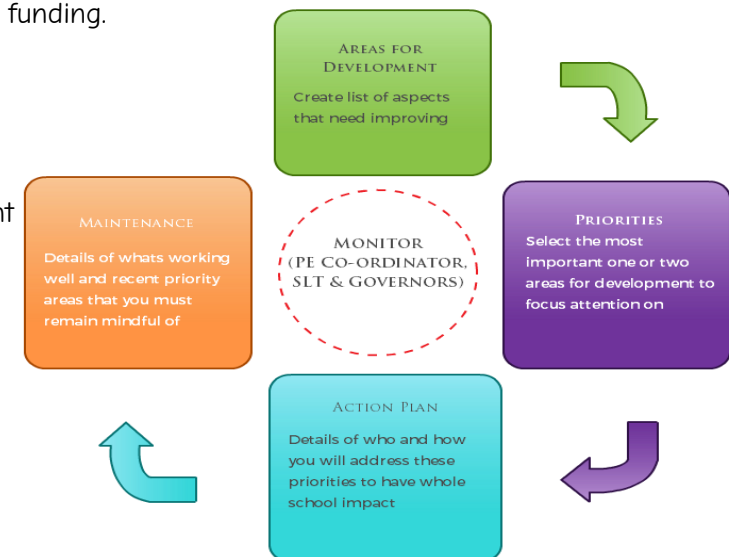 funding.
AREAS FOR
DEVELOPMENT
Create list of aspects
that need improving
PRIORITIES
Select the most
important one or two
areas for development to
focus attention on
MONITOR
(PE CO-ORDINATOR,
SLT & GOVERNORS)
nt
MAINTENANCE
Details of whats working
well and recent priority
areas that you must
remain mindful of
ACTION PLAN
Details of who and how
you will address these
priorities to have whole
school impact